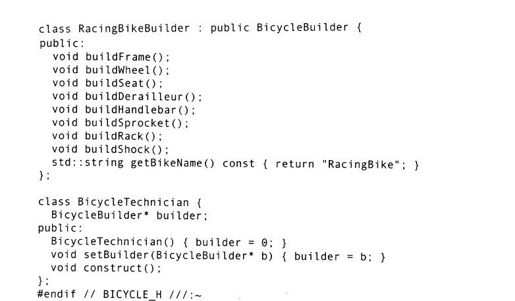 class RacingBikeBuilder : public BicycleBuilder {
public:
  void buildFrame();
  void buildWheel();
  void buildSeat();
  void buildDerailleur();
  void buildHandlebar();
  void buildSprocket();
  void buildRack();
  void buildShock();
  std::string getBikeName() const { return "RacingBike"; }
};

class BicycleTechnician {
  BicycleBuilder* builder;
public:
  BicycleTechnician() { builder = 0; }
  void setBuilder(BicycleBuilder* b) { builder = b; }
  void construct();
};
#endif // BICYCLE_H ///:~